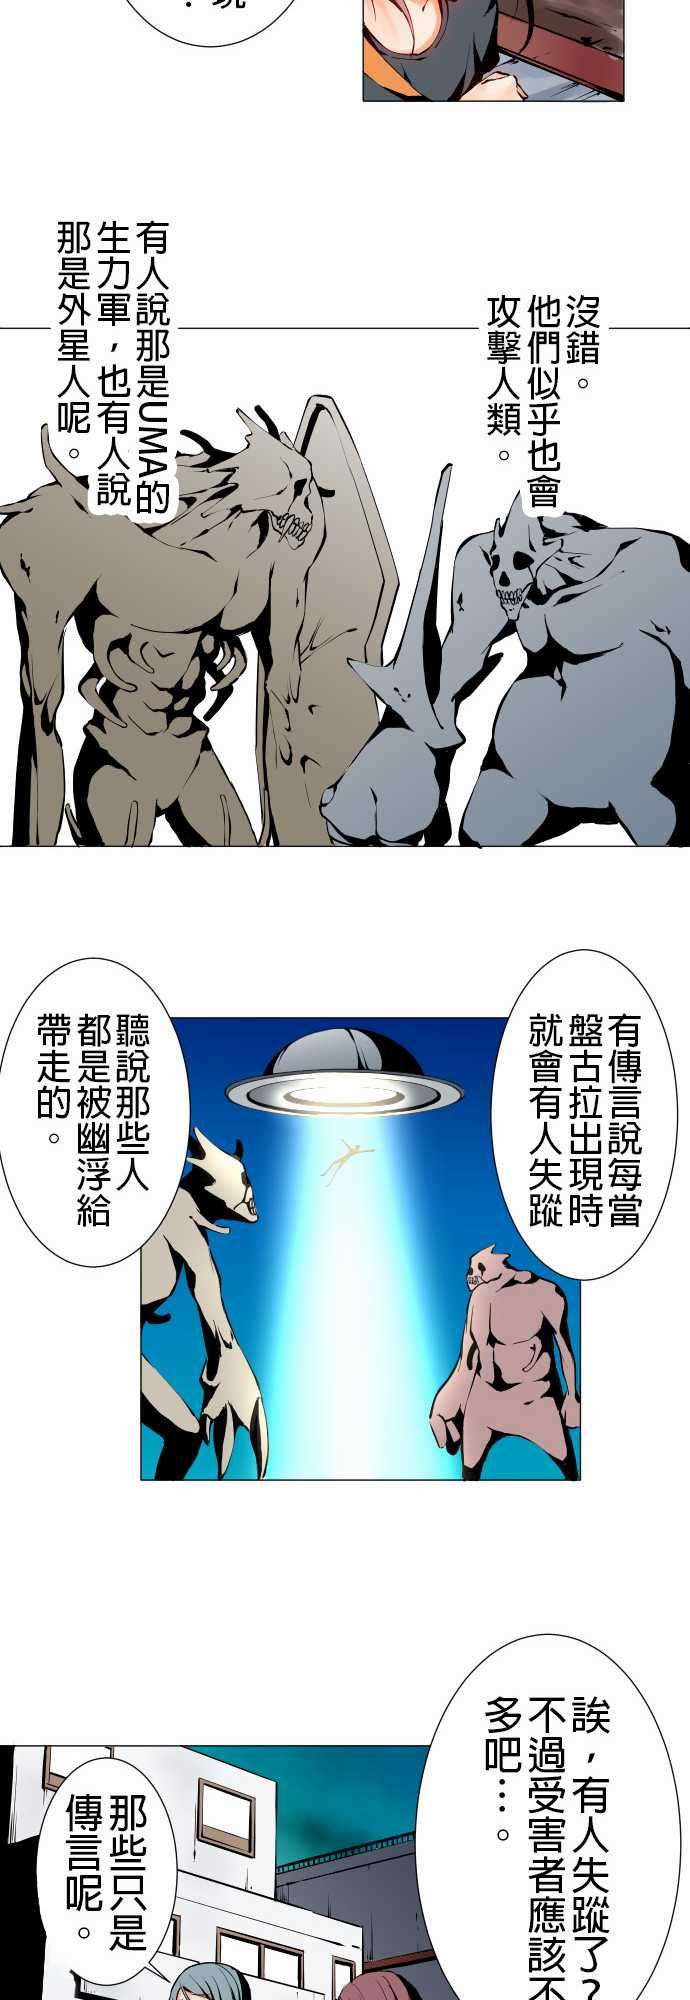 沒錯。
他們似乎也會
攻擊人類。
有人說那是UMA的
生力軍，也有人說
那是外星人呢。
有傳言說每當
盤古拉出現時
就會有人失蹤
聽說那些人
都是被幽浮給
帶走的。
誒，有人失蹤了？
不過受害者應該不
多吧…。
那些只是
傳言呢。